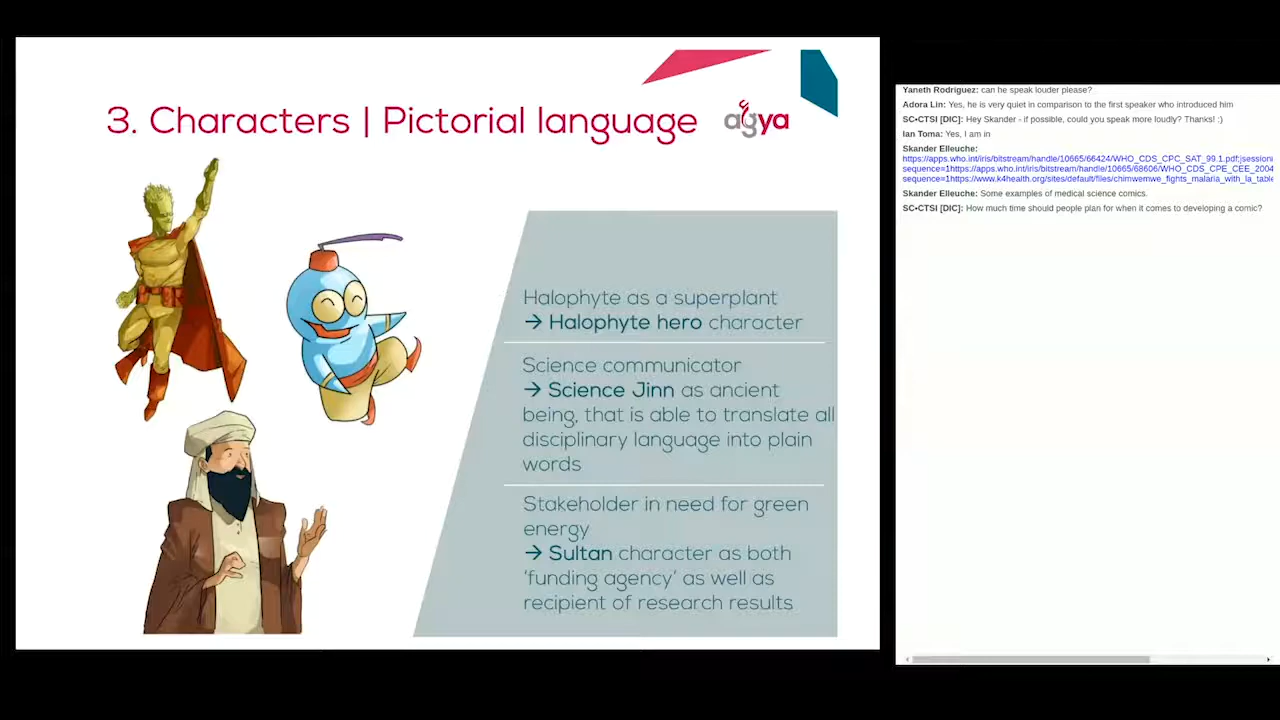 3. Characters | Pictorial language
agya
Halophyte as a superplant
→ Halophyte hero character
Science communicator
→ Science Jinn as ancient
being, that is able to translate all
disciplinary language into plain
words
Stakeholder in need for green
energy
→ Sultan character as both
'funding agency' as well as
recipient of research results
Yaneth Rodriguez: can he speak louder please?
Adora Lin: Yes, he is very quiet in comparison to the first speaker who introduced him
SC•CTSI [DIC]: Hey Skander - if possible, could you speak more loudly? Thanks! :)
Ian Toma: Yes, I am in
Skander Elleuche:
https://apps.who.int/iris/bitstream/handle/10665/66424/WHO_CDS_CPC_SAT_99.1.pdf;jsession
sequence=1https://apps.who.int/iris/bitstream/handle/10665/68606/WHO_CDS_CPE_CEE_2004
sequence=1https://www.k4health.org/sites/default/files/chimwemwe_fights_malaria_with_la_table
Skander Elleuche: Some examples of medical science comics.
SC•CTSI [DIC]: How much time should people plan for when it comes to developing a comic?